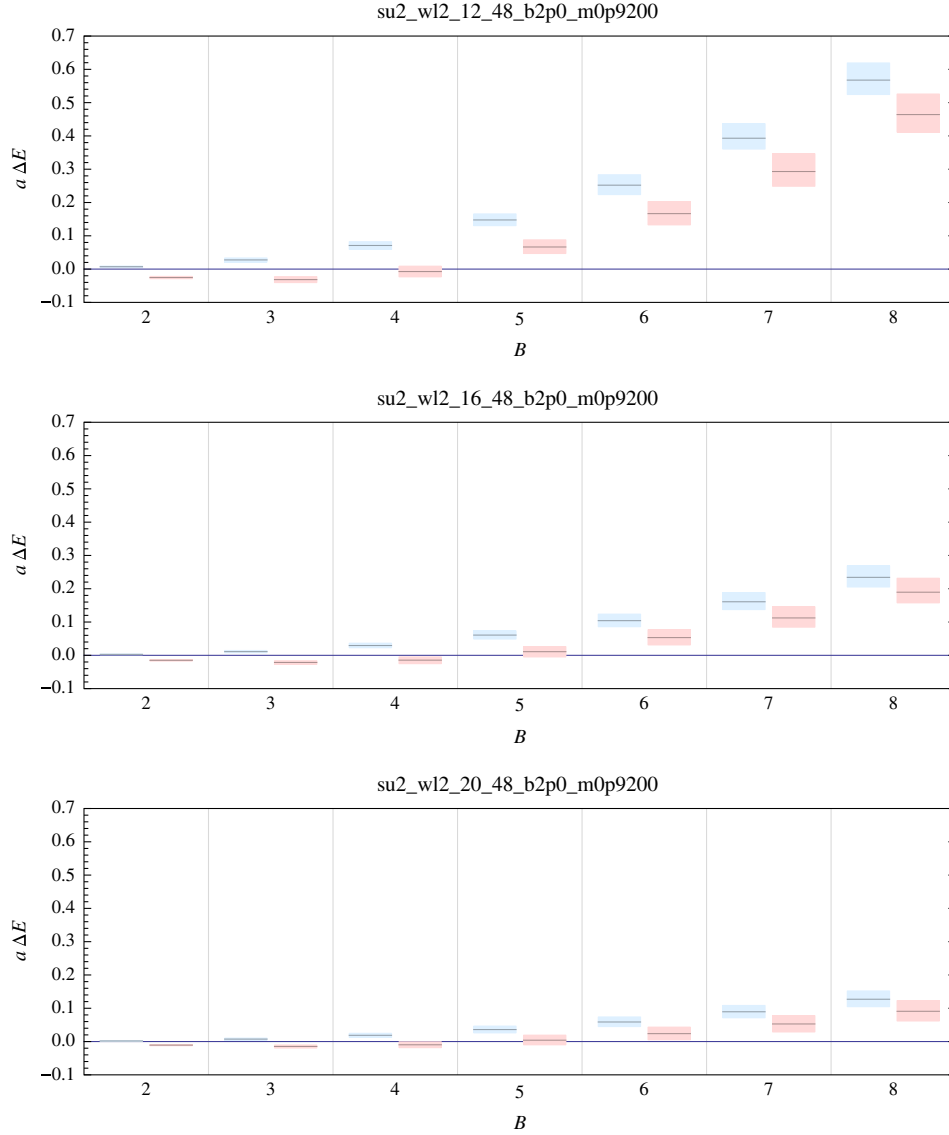 su2_wl2_12_48_b2p0_m0p9200
0.7
0.6
0.5
0.4
0.3
0.2
0.1
0.0
−0.1
a ΔE
2 3 4 5 6 7 8
B
su2_wl2_16_48_b2p0_m0p9200
0.7
0.6
0.5
0.4
0.3
0.2
0.1
0.0
−0.1
a ΔE
2 3 4 5 6 7 8
B
su2_wl2_20_48_b2p0_m0p9200
0.7
0.6
0.5
0.4
0.3
0.2
0.1
0.0
−0.1
a ΔE
2 3 4 5 6 7 8
B